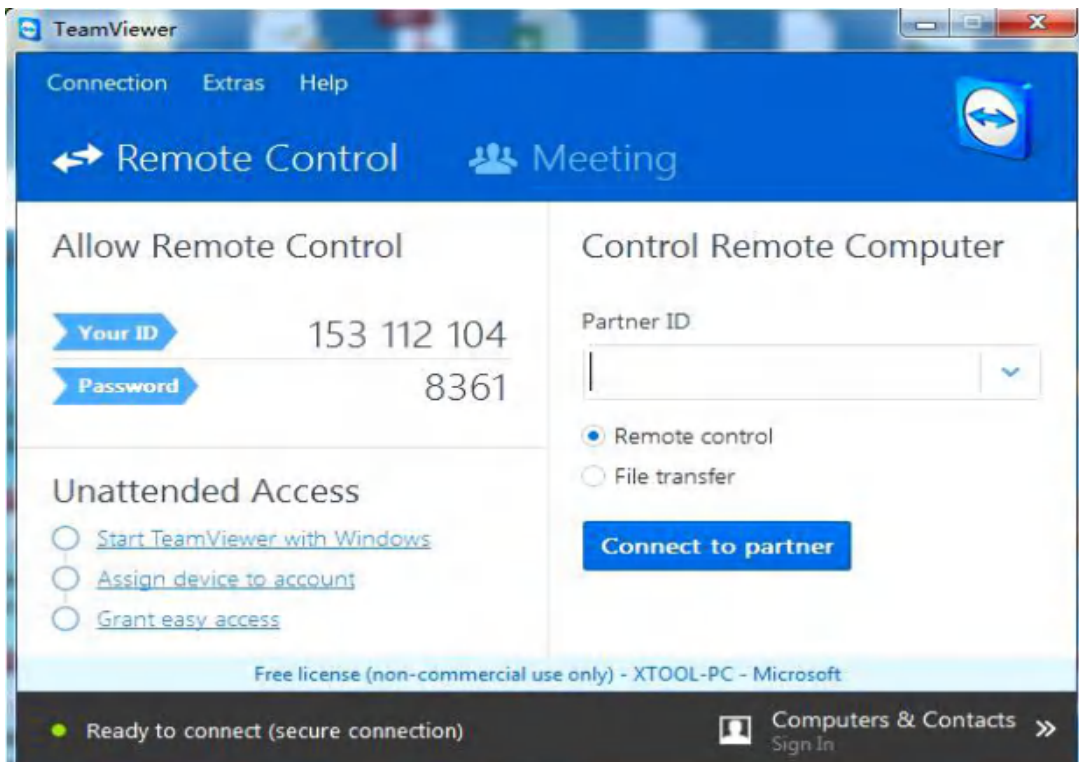 TeamViewer
Connection Extras Help
Remote Control Meeting
Allow Remote Control
Your ID 153 112 104
Password 8361
Unattended Access
Start TeamViewer with Windows
Assign device to account
Grant easy access
Control Remote Computer
Partner ID
Remote control
File transfer
Connect to partner
Free license (non-commercial use only) - XTOOL-PC - Microsoft
Ready to connect (secure connection)
Computers & Contacts
Sign In